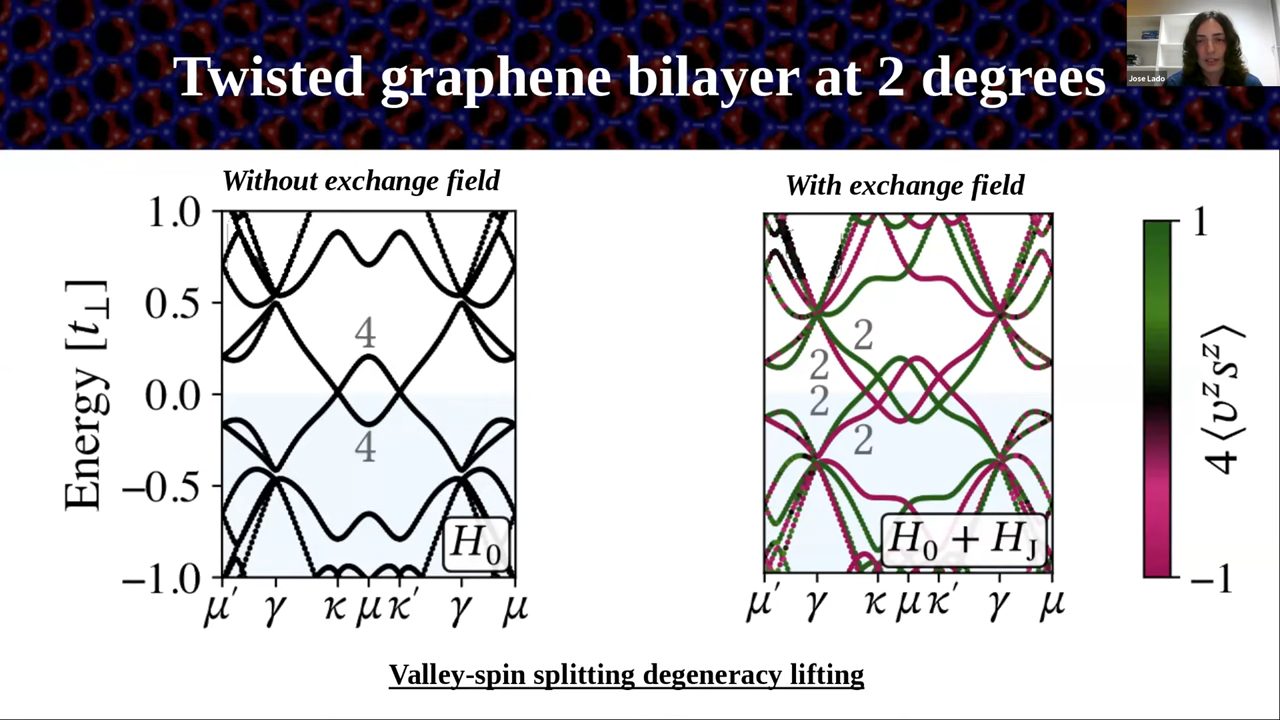 Twisted graphene bilayer at 2 degrees
Jose Lado
Without exchange field
With exchange field
Energy [t⊥]
1.0
0.5
0.0
−0.5
−1.0
4
4
H₀
μ′ γ κ μ κ′ γ μ
2
2
2
2
H₀ + H_J
μ′ γ κ μ κ′ γ μ
1
−1
4 ⟨υᶻsᶻ⟩
Valley-spin splitting degeneracy lifting